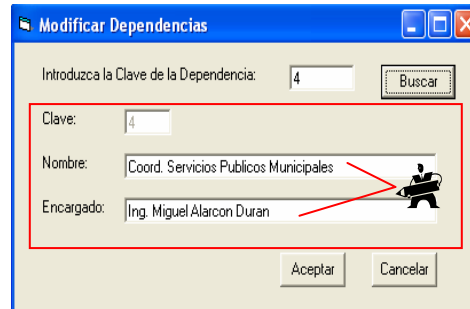 Modificar Dependencias
Introduzca la Clave de la Dependencia: 4 Buscar
Clave: 4
Nombre: Coord. Servicios Publicos Municipales
Encargado: Ing. Miguel Alarcon Duran
Aceptar Cancelar